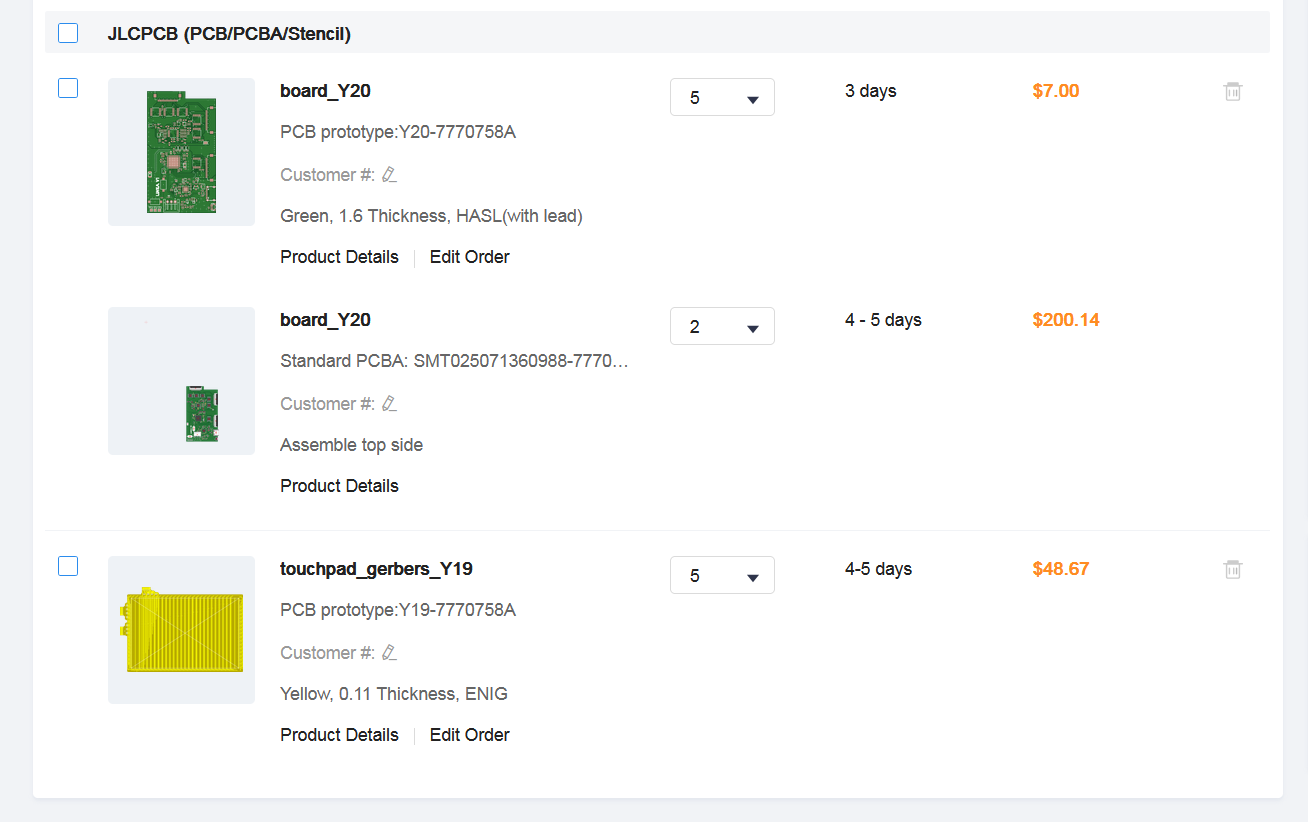 JLCPCB (PCB/PCBA/Stencil)
board_Y20
5
3 days
$7.00
PCB prototype:Y20-7770758A
Customer #:
Green, 1.6 Thickness, HASL(with lead)
Product Details
Edit Order
board_Y20
2
4 - 5 days
$200.14
Standard PCBA: SMT025071360988-7770…
Customer #:
Assemble top side
Product Details
touchpad_gerbers_Y19
5
4-5 days
$48.67
PCB prototype:Y19-7770758A
Customer #:
Yellow, 0.11 Thickness, ENIG
Product Details
Edit Order